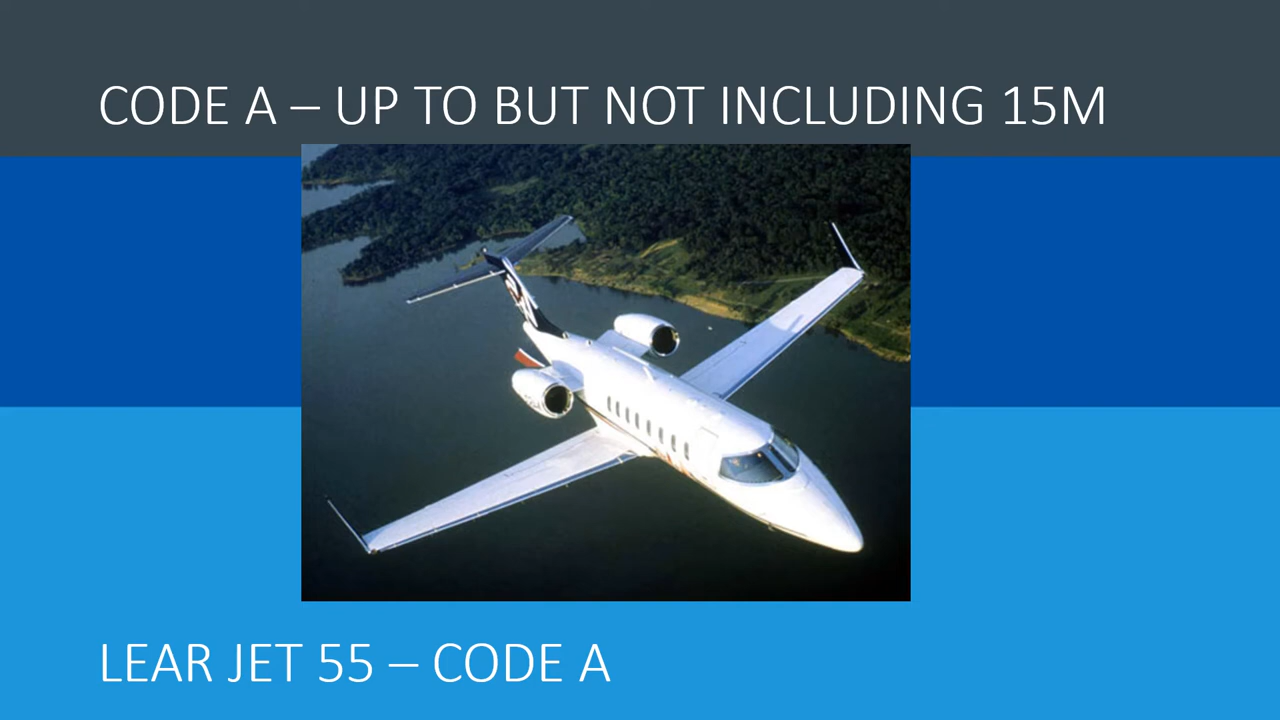 CODE A – UP TO BUT NOT INCLUDING 15M
LEAR JET 55 – CODE A